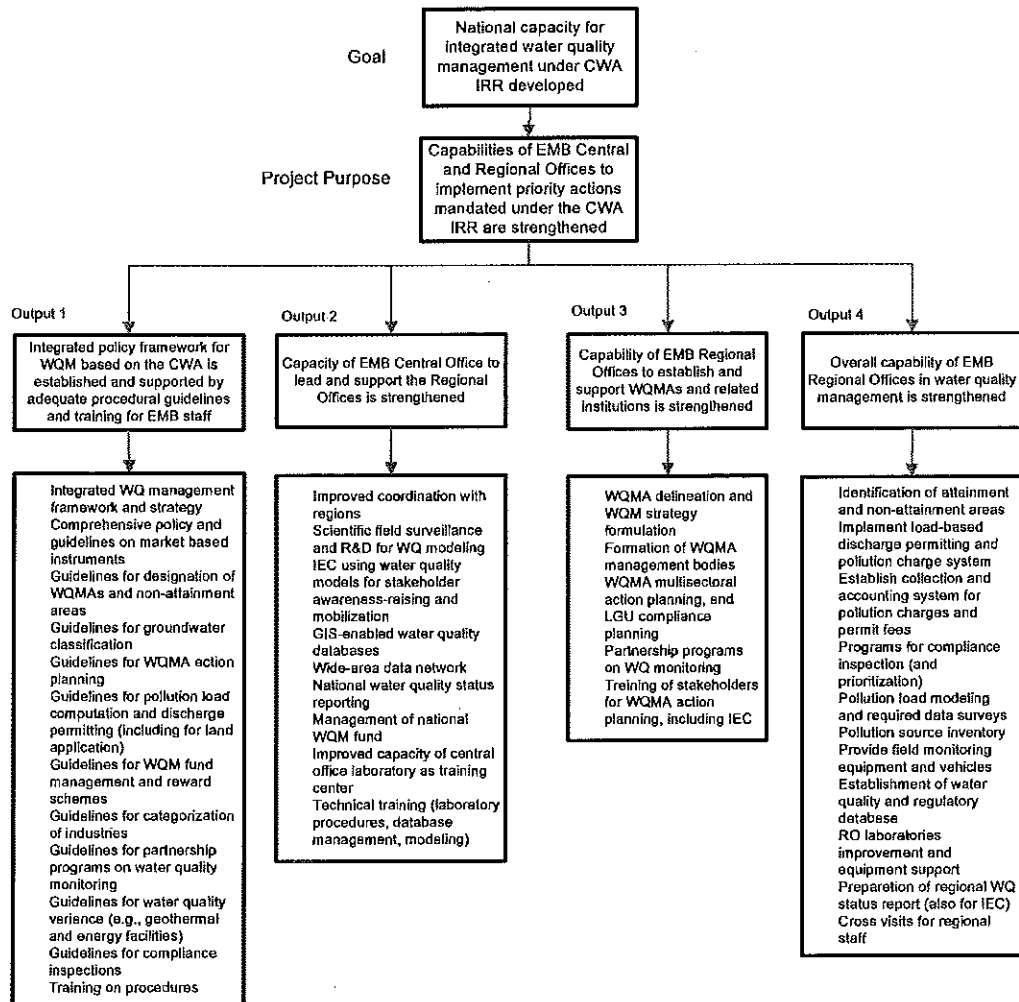 Goal
National capacity for
integrated water quality
management under CWA
IRR developed
Project Purpose
Capabilities of EMB Central
and Regional Offices to
implement priority actions
mandated under the CWA
IRR are strengthened
Output 1
Integrated policy framework for
WQM based on the CWA is
established and supported by
adequate procedural guidelines
and training for EMB staff
Integrated WQ management
framework and strategy
Comprehensive policy and
guidelines on market based
instruments
Guidelines for designation of
WQMAs and non-attainment
areas
Guidelines for groundwater
classification
Guidelines for WQMA action
planning
Guidelines for pollution load
computation and discharge
permitting (including for land
application)
Guidelines for WQM fund
management and reward
schemes
Guidelines for categorization
of industries
Guidelines for partnership
programs on water quality
monitoring
Guidelines for water quality
variance (e.g., geothermal
and energy facilities)
Guidelines for compliance
inspections
Training on procedures
Output 2
Capacity of EMB Central Office to
lead and support the Regional
Offices is strengthened
Improved coordination with
regions
Scientific field surveillance
and R&D for WQ modeling
IEC using water quality
models for stakeholder
awareness-raising and
mobilization
GIS-enabled water quality
databases
Wide-area data network
National water quality status
reporting
Management of national
WQM fund
Improved capacity of central
office laboratory as training
center
Technical training (laboratory
procedures, database
management, modeling)
Output 3
Capability of EMB Regional
Offices to establish and
support WQMAs and related
institutions is strengthened
WQMA delineation and
WQM strategy
formulation
Formation of WQMA
management bodies
WQMA multisectoral
action planning, and
LGU compliance
planning
Partnership programs
on WQ monitoring
Training of stakeholders
for WQMA action
planning, including IEC
Output 4
Overall capability of EMB
Regional Offices in water quality
management is strengthened
Identification of attainment
and non-attainment areas
Implement load-based
discharge permitting and
pollution charge system
Establish collection and
accounting system for
pollution charges and
permit fees
Programs for compliance
inspection (and
prioritization)
Pollution load modeling
and required data surveys
Pollution source inventory
Provide field monitoring
equipment and vehicles
Establishment of water
quality and regulatory
database
RO laboratories
improvement and
equipment support
Preparation of regional WQ
status report (also for IEC)
Cross visits for regional
staff